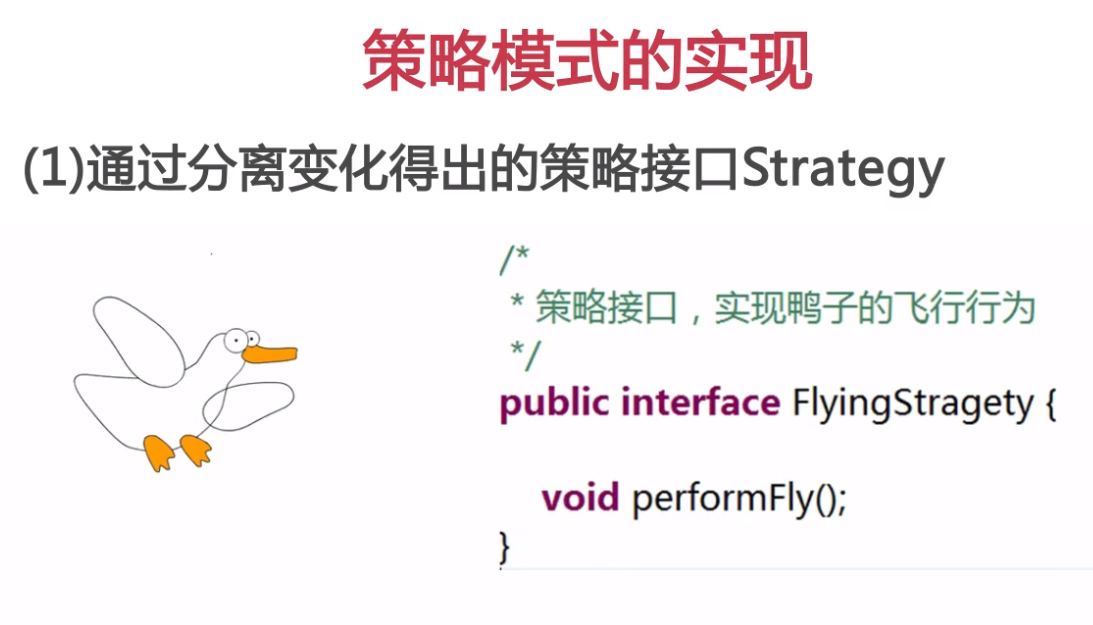 策略模式的实现
(1)通过分离变化得出的策略接口Strategy
/*
* 策略接口，实现鸭子的飞行行为
*/
public interface FlyingStragety {
void performFly();
}